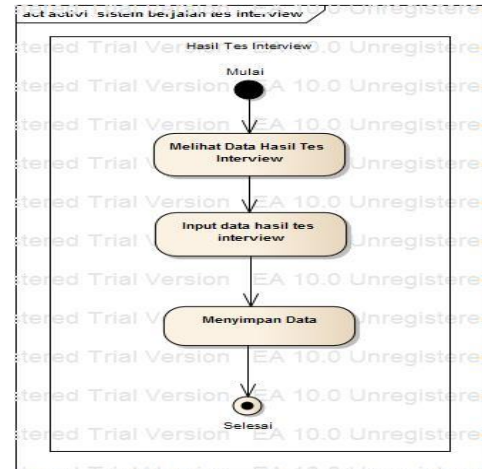 act activi sistem berjalan tes interview
Hasil Tes Interview
Mulai
Melihat Data Hasil Tes
Interview
Input data hasil tes
interview
Menyimpan Data
Selesai